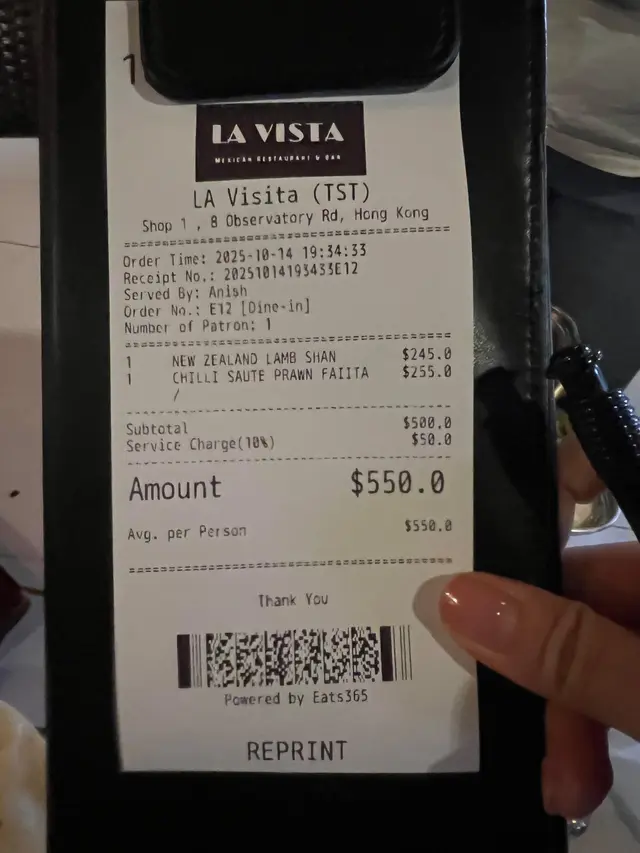 1
LA VISTA
MEXICAN RESTAURANT & BAR
LA Visita (TST)
Shop 1 , 8 Observatory Rd, Hong Kong
Order Time: 2025-10-14 19:34:33
Receipt No.: 20251014193433E12
Served By: Anish
Order No.: E12 [Dine-in]
Number of Patron: 1
1 NEW ZEALAND LAMB SHAN $245.0
1 CHILLI SAUTE PRAWN FAIITA $255.0
/
Subtotal $500.0
Service Charge(10%) $50.0
Amount $550.0
Avg. per Person $550.0
Thank You
Powered by Eats365
REPRINT